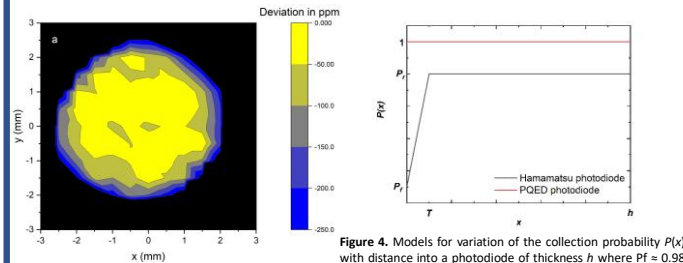 Deviation in ppm
a
3
2
1
0
-1
-2
-3
y (mm)
-3 -2 -1 0 1 2 3
x (mm)
0.000
-50.00
-100.0
-150.0
-200.0
-250.0
1
Pr
Pf
P(x)
Hamamatsu photodiode
PQED photodiode
T x h
Figure 4. Models for variation of the collection probability P(x)
with distance into a photodiode of thickness h where Pf ≈ 0.98